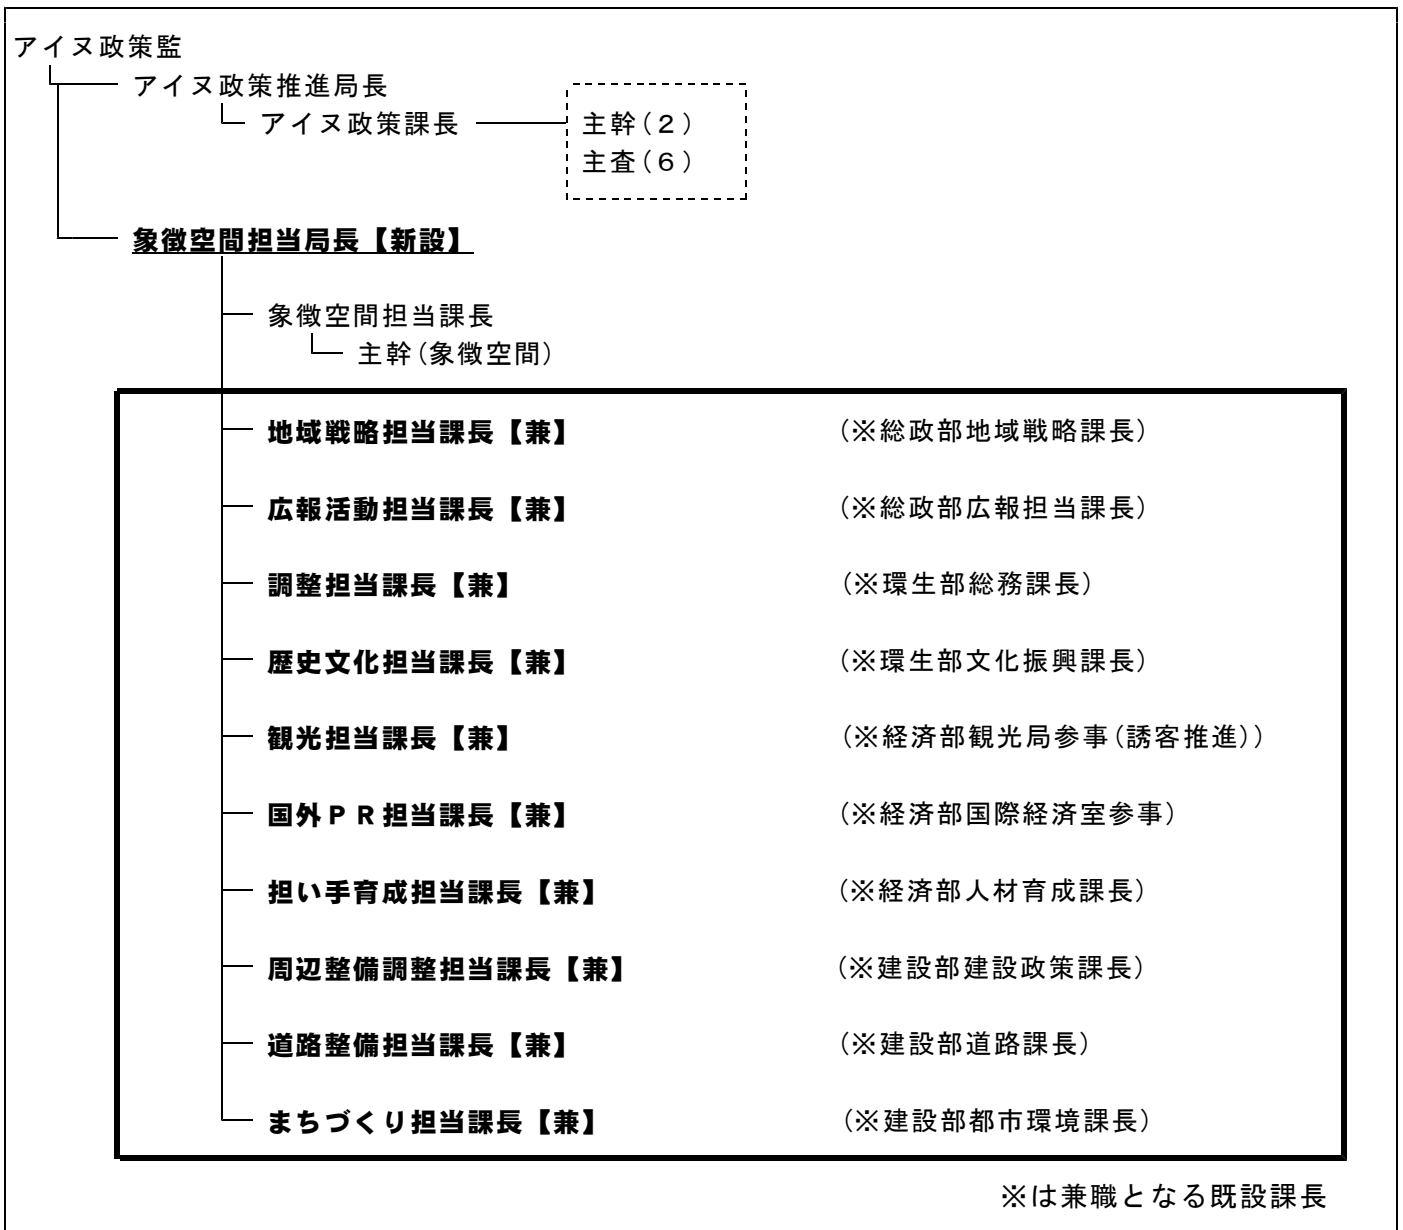 アイヌ政策監
アイヌ政策推進局長
アイヌ政策課長 主幹(２)
主査(６)
象徴空間担当局長【新設】
象徴空間担当課長
主幹(象徴空間)
地域戦略担当課長【兼】 (※総政部地域戦略課長)
広報活動担当課長【兼】 (※総政部広報担当課長)
調整担当課長【兼】 (※環生部総務課長)
歴史文化担当課長【兼】 (※環生部文化振興課長)
観光担当課長【兼】 (※経済部観光局参事(誘客推進))
国外ＰＲ担当課長【兼】 (※経済部国際経済室参事)
担い手育成担当課長【兼】 (※経済部人材育成課長)
周辺整備調整担当課長【兼】 (※建設部建設政策課長)
道路整備担当課長【兼】 (※建設部道路課長)
まちづくり担当課長【兼】 (※建設部都市環境課長)
※は兼職となる既設課長